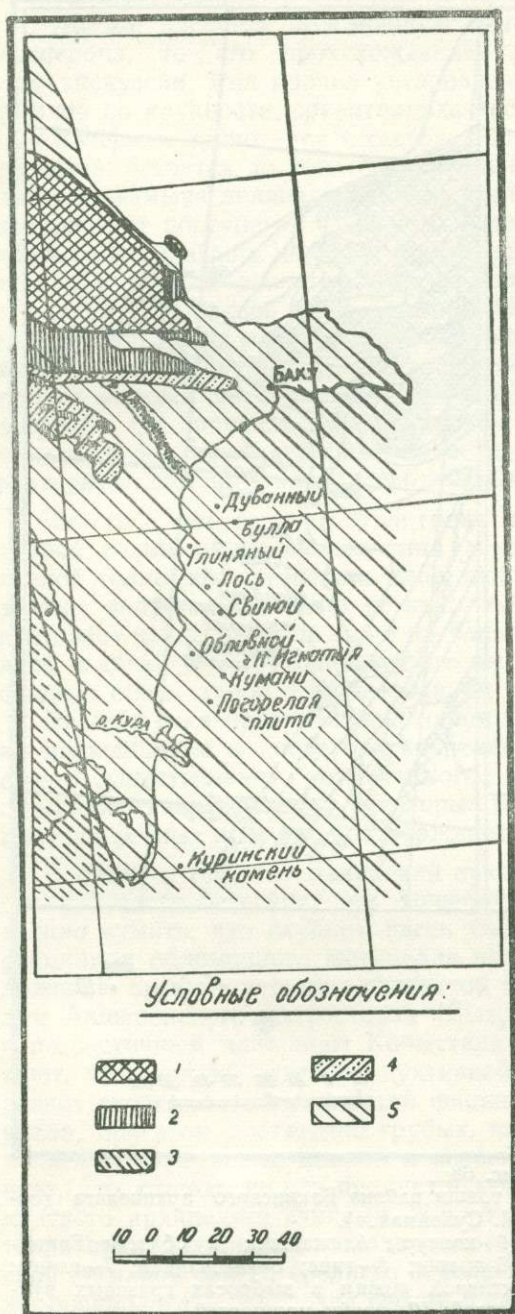 БАКУ
Дуванный
Булла
Глиняный
Лось
Свиной
Обливной
К. Игнатия
Кумани
Погорелая
плита
р. КУРА
Куринский
камень
Условные обозначения:
1 4
2 5
3
10 0 10 20 30 40